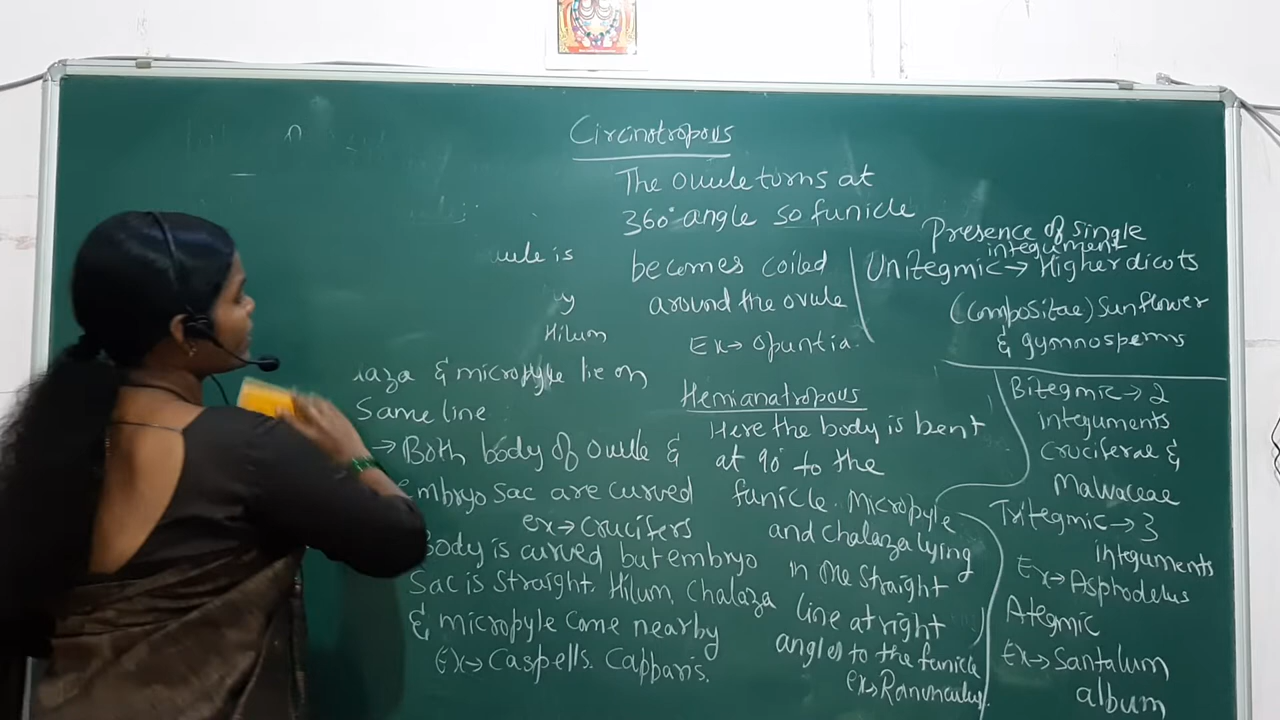 Circinotropous
The Ovule turns at
360° angle so funicle
becomes coiled
around the ovule
Ex→ Opuntia.
ule is
y
Hilum
aza & micropyle lie on
Same line
→ Both body of Ovule &
embryo Sac are curved
ex→ Crucifers
Body is curved but embryo
Sac is Straight. Hilum, Chalaza
& micropyle Come nearby
Ex→ Caspells. Capparis.
Hemianatropous
Here the body is bent
at 90° to the
funicle. Micropyle
and chalaza lying
in One Straight
line at right
angles to the funicle
ex→ Ranunculus.
Presence of single
integument
Unitegmic → Higher dicots
(Compositae) Sunflower
& gymnosperms
Bitegmic → 2
integuments
Cruciferae &
Malvaceae
Tritegmic → 3
integuments
Ex→ Asphodelus
Ategmic
Ex→ Santalum
album